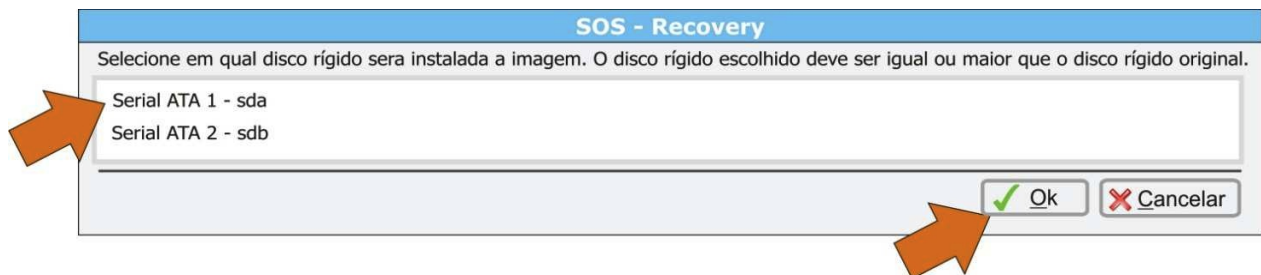 SOS - Recovery
Selecione em qual disco rígido sera instalada a imagem. O disco rígido escolhido deve ser igual ou maior que o disco rígido original.
Serial ATA 1 - sda
Serial ATA 2 - sdb
Ok Cancelar